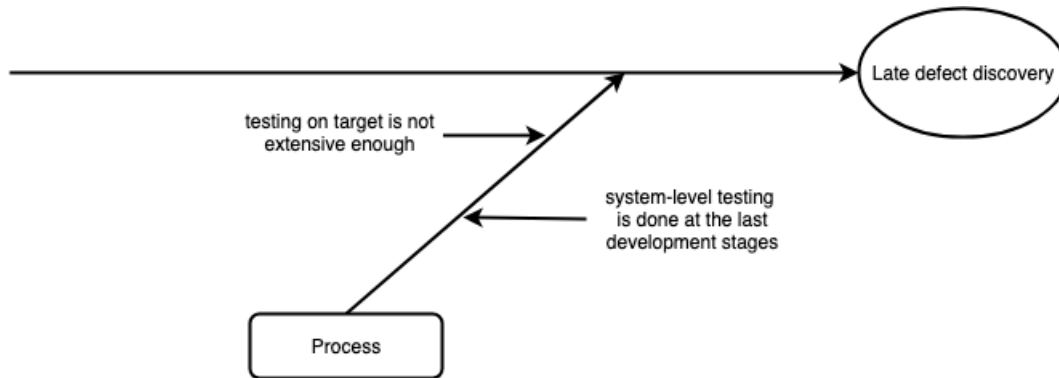 Late defect discovery
testing on target is not
extensive enough
system-level testing
is done at the last
development stages
Process